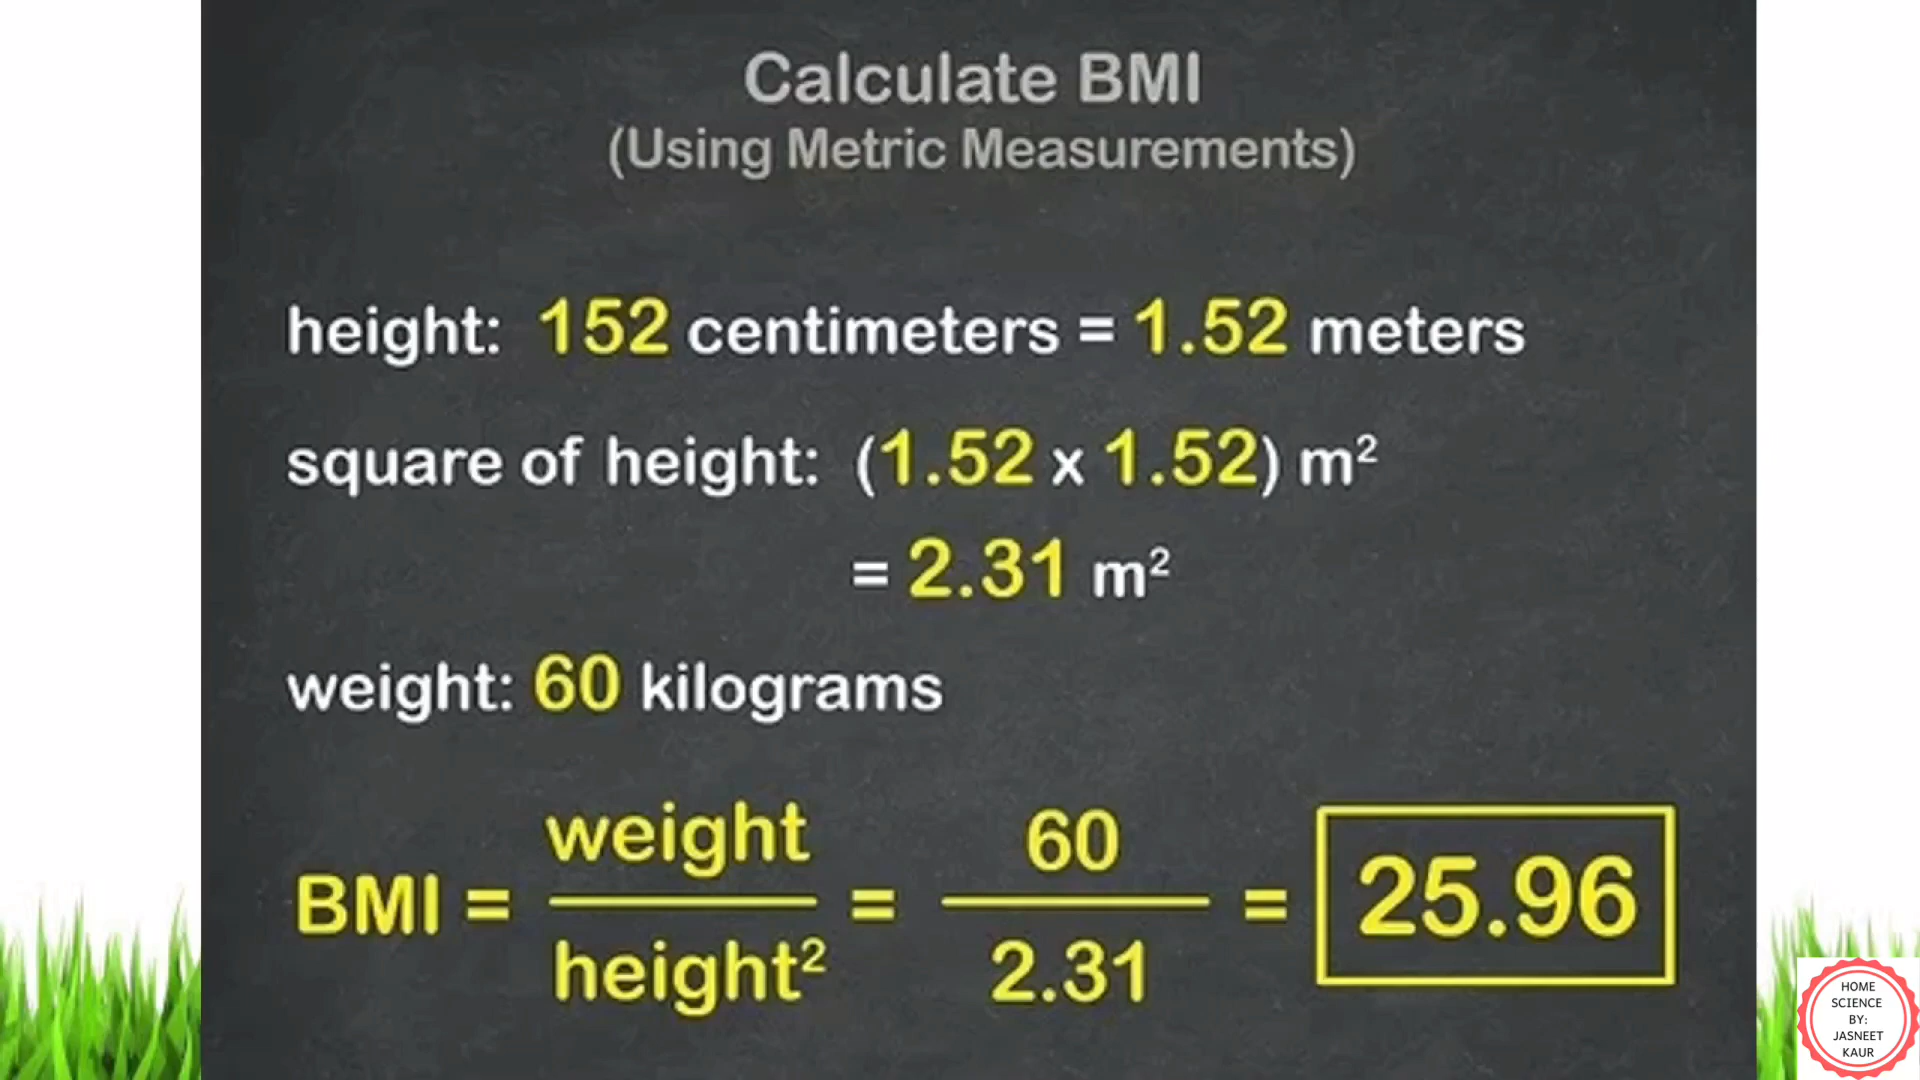 Calculate BMI
(Using Metric Measurements)
height: 152 centimeters = 1.52 meters
square of height: (1.52 x 1.52) m²
= 2.31 m²
weight: 60 kilograms
BMI = weight / height² = 60 / 2.31 = 25.96
HOME
SCIENCE
BY:
JASNEET
KAUR